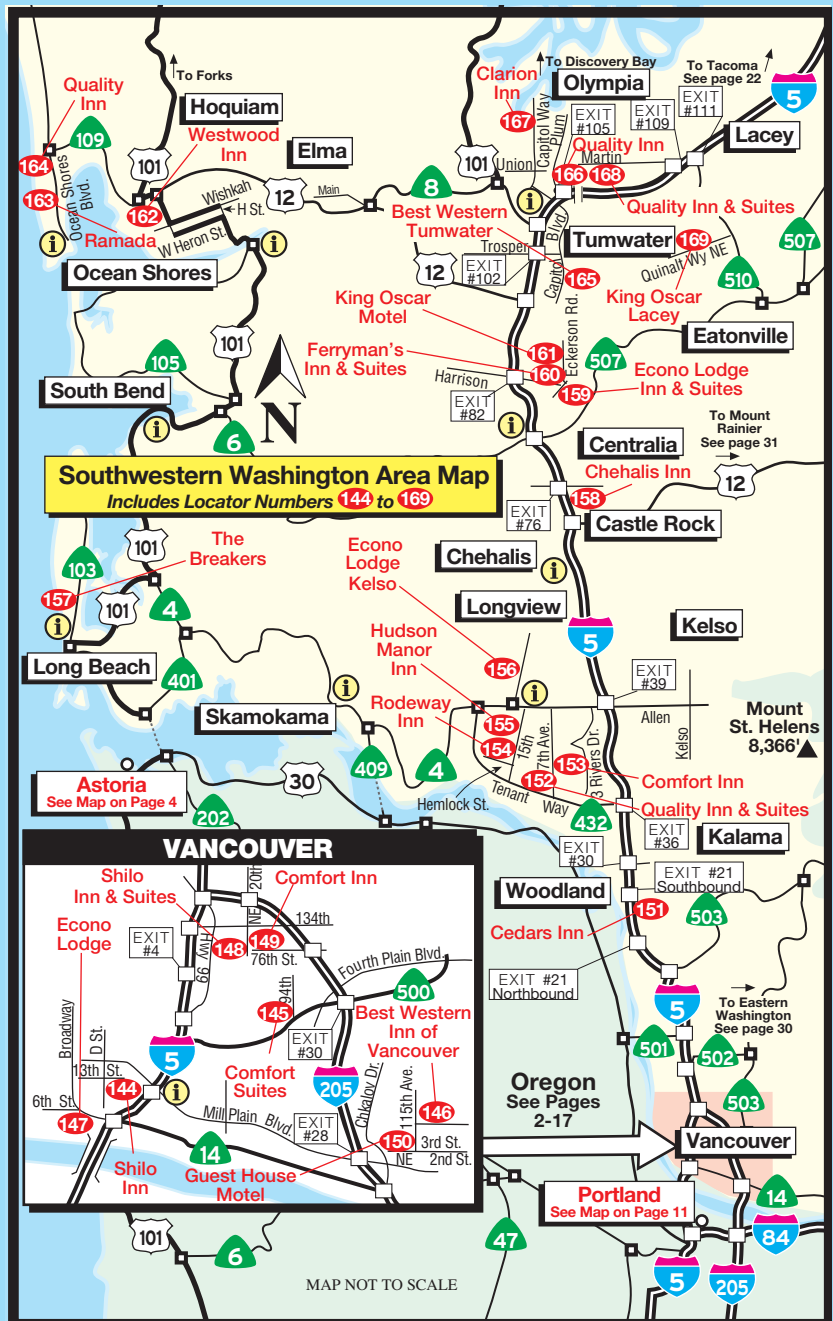 To Forks
Quality
Inn
109
Hoquiam
Westwood
Inn
101
Elma
164
163
Ocean Shores
Blvd.
Ramada
162
Wishkah
H St.
W Heron St.
12
Main
8
Ocean Shores
i
i
Clarion
Inn
167
To Discovery Bay
Olympia
To Tacoma
See page 22
5
EXIT
#105
EXIT
#109
EXIT
#111
Lacey
101
Capitol Way
Plum
Union
Quality Inn
Martin
166
168
Quality Inn & Suites
i
Best Western
Tumwater
Trosper
Capitol Blvd
Tumwater
169
Quinalt Wy NE
507
510
12
EXIT
#102
165
King Oscar
Lacey
King Oscar
Motel
Eatonville
161
Eckerson Rd.
507
Ferryman's
Inn & Suites
160
Harrison
159
Econo Lodge
Inn & Suites
EXIT
#82
i
105
101
South Bend
i
6
N
To Mount
Rainier
See page 31
Centralia
Chehalis Inn
12
158
EXIT
#76
Castle Rock
Southwestern Washington Area Map
Includes Locator Numbers 144 to 169
101
The
Breakers
103
157
101
4
i
Long Beach
401
Econo
Lodge
Kelso
Chehalis
i
Longview
5
Kelso
Hudson
Manor
Inn
156
EXIT
#39
Skamokama
i
Rodeway
Inn
i
Allen
155
154
15th
7th Ave.
3 Rivers Dr.
Kelso
Mount
St. Helens
8,366'
153
Comfort Inn
152
Quality Inn & Suites
409
4
Hemlock St.
Tenant Way
432
EXIT
#36
Kalama
Astoria
See Map on Page 4
30
202
EXIT
#30
EXIT #21
Southbound
Woodland
151
Cedars Inn
503
EXIT #21
Northbound
5
To Eastern
Washington
See page 30
501
502
503
VANCOUVER
Shilo
Inn & Suites
NE 20th
Comfort Inn
134th
Econo
Lodge
EXIT
#4
Hwy 99
148
149
76th St.
Fourth Plain Blvd.
94th
500
145
EXIT
#30
Best Western
Inn of
Vancouver
Broadway
D St.
5
Comfort
Suites
205
Chkalov Dr.
115th Ave.
13th St.
144
i
146
6th St.
147
Mill Plain Blvd.
EXIT
#28
150
3rd St.
NE 2nd St.
14
Shilo
Inn
Guest House
Motel
Oregon
See Pages
2-17
Vancouver
Portland
See Map on Page 11
14
84
101
6
47
5
205
MAP NOT TO SCALE